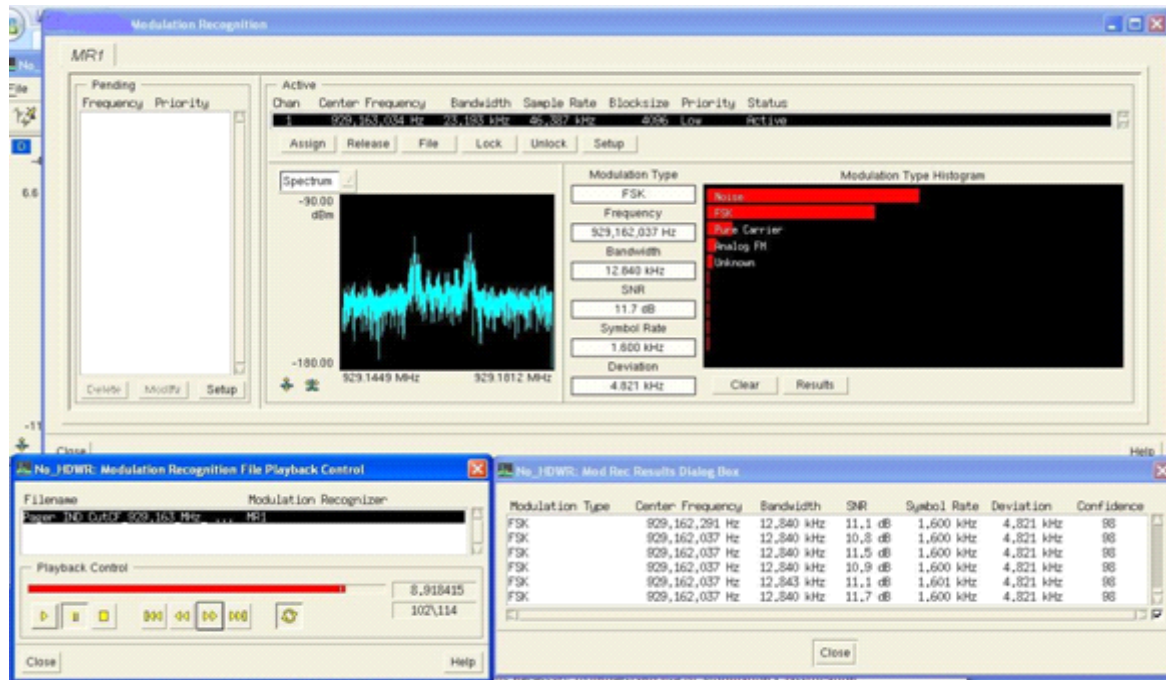 Modulation Recognition
MR1
Pending
Frequency Priority
Delete Modify Setup
Active
Chan Center Frequency Bandwidth Sample Rate Blocksize Priority Status
1 929,163,034 Hz 23,193 kHz 46,387 kHz 4096 Low Active
Assign Release File Lock Unlock Setup
Spectrum
-90.00
dBm
-180.00
929.1449 MHz 929.1812 MHz
Modulation Type
FSK
Frequency
929,162,037 Hz
Bandwidth
12.840 kHz
SNR
11.7 dB
Symbol Rate
1.600 kHz
Deviation
4.821 kHz
Modulation Type Histogram
Noise
FSK
Pure Carrier
Analog FM
Unknown
Clear Results
Close Help
No_HDWR: Modulation Recognition File Playback Control
Filename Modulation Recognizer
Pager IND CutCF 929,163 MHz ... MR1
Playback Control
8.918415
102\114
Close Help
No_HDWR: Mod Rec Results Dialog Box
Modulation Type Center Frequency Bandwidth SNR Symbol Rate Deviation Confidence
FSK 929,162,291 Hz 12,840 kHz 11.1 dB 1,600 kHz 4,821 kHz 98
FSK 929,162,037 Hz 12,840 kHz 10.8 dB 1,600 kHz 4,821 kHz 98
FSK 929,162,037 Hz 12,840 kHz 11.5 dB 1,600 kHz 4,821 kHz 98
FSK 929,162,037 Hz 12,840 kHz 10.9 dB 1,600 kHz 4,821 kHz 98
FSK 929,162,037 Hz 12,843 kHz 11.1 dB 1,601 kHz 4,821 kHz 98
FSK 929,162,037 Hz 12,840 kHz 11.7 dB 1,600 kHz 4,821 kHz 98
Close